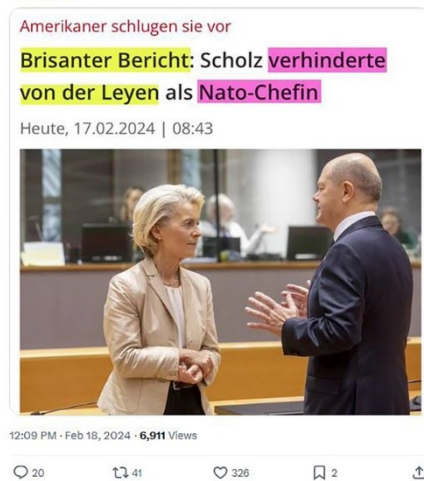 Amerikaner schlugen sie vor
Brisanter Bericht: Scholz verhinderte
von der Leyen als Nato-Chefin
Heute, 17.02.2024 | 08:43
12:09 PM · Feb 18, 2024 · 6,911 Views
20 41 326 2